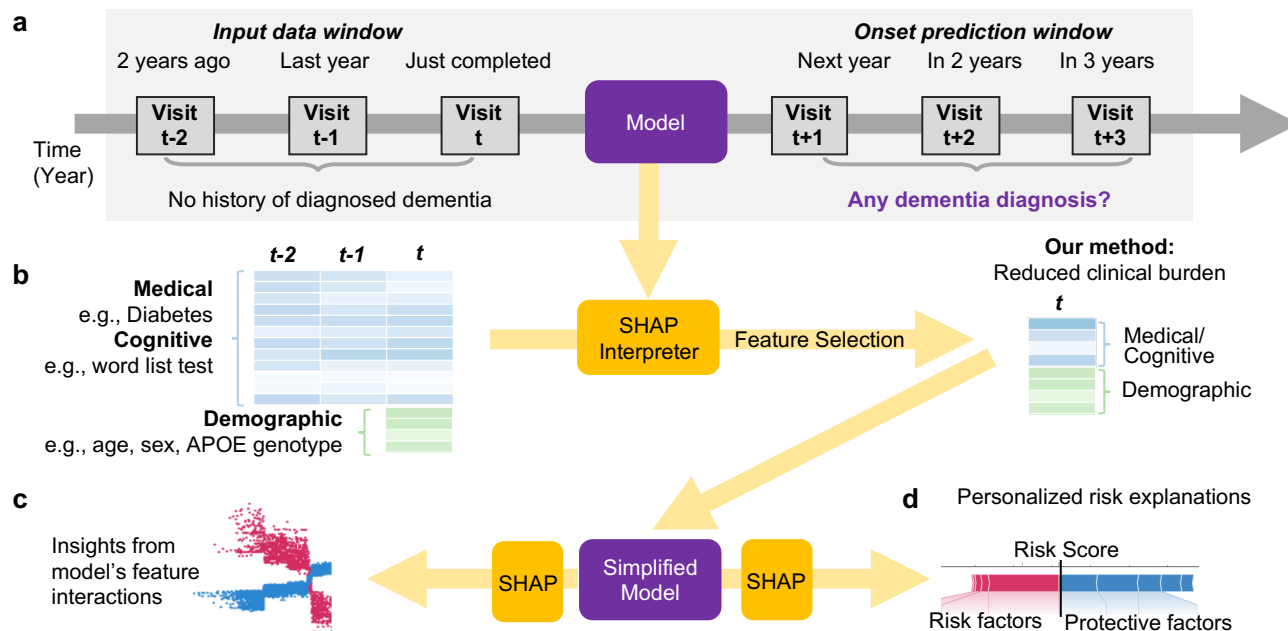 a
Input data window
Onset prediction window
2 years ago
Last year
Just completed
Next year
In 2 years
In 3 years
Visit
t-2
Visit
t-1
Visit
t
Model
Visit
t+1
Visit
t+2
Visit
t+3
Time
(Year)
No history of diagnosed dementia
Any dementia diagnosis?
b
t-2
t-1
t
Medical
e.g., Diabetes
Cognitive
e.g., word list test
Demographic
e.g., age, sex, APOE genotype
SHAP
Interpreter
Feature Selection
Our method:
Reduced clinical burden
t
Medical/
Cognitive
Demographic
c
Insights from
model's feature
interactions
SHAP
Simplified
Model
SHAP
d
Personalized risk explanations
Risk Score
Risk factors
Protective factors